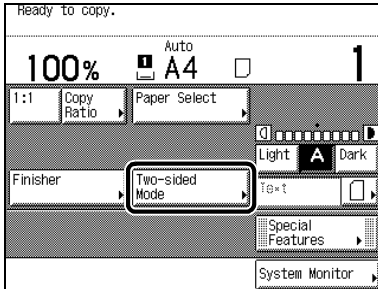 Ready to copy.
Auto
100% 1 A4 1
1:1 Copy Ratio Paper Select
Light A Dark
Finisher Two-sided Mode Text
Special Features
System Monitor